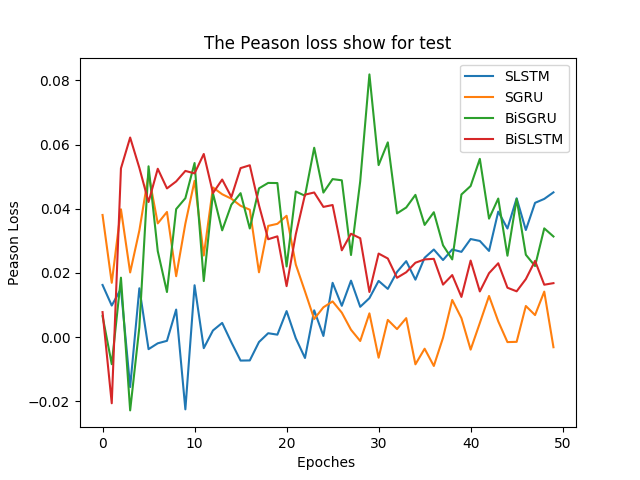 The Peason loss show for test
Peason Loss
0.08
0.06
0.04
0.02
0.00
−0.02
SLSTM
SGRU
BiSGRU
BiSLSTM
0 10 20 30 40 50
Epoches